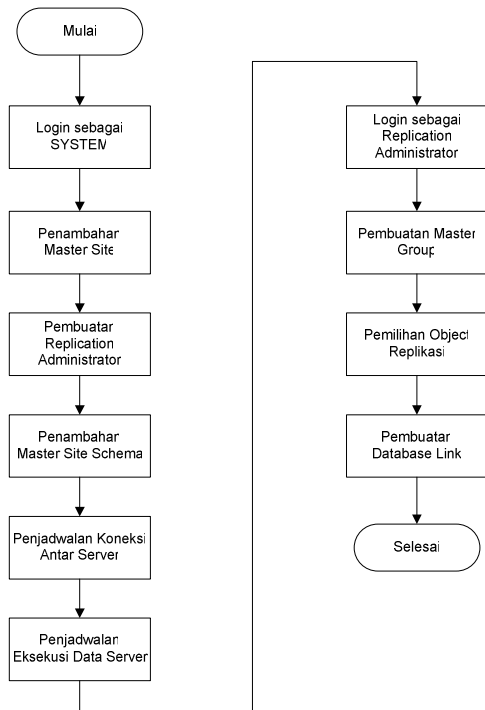 Mulai
Login sebagai
SYSTEM
Penambahan
Master Site
Pembuatan
Replication
Administrator
Penambahan
Master Site Schema
Penjadwalan Koneksi
Antar Server
Penjadwalan
Eksekusi Data Server
Login sebagai
Replication
Administrator
Pembuatan Master
Group
Pemilihan Object
Replikasi
Pembuatan
Database Link
Selesai